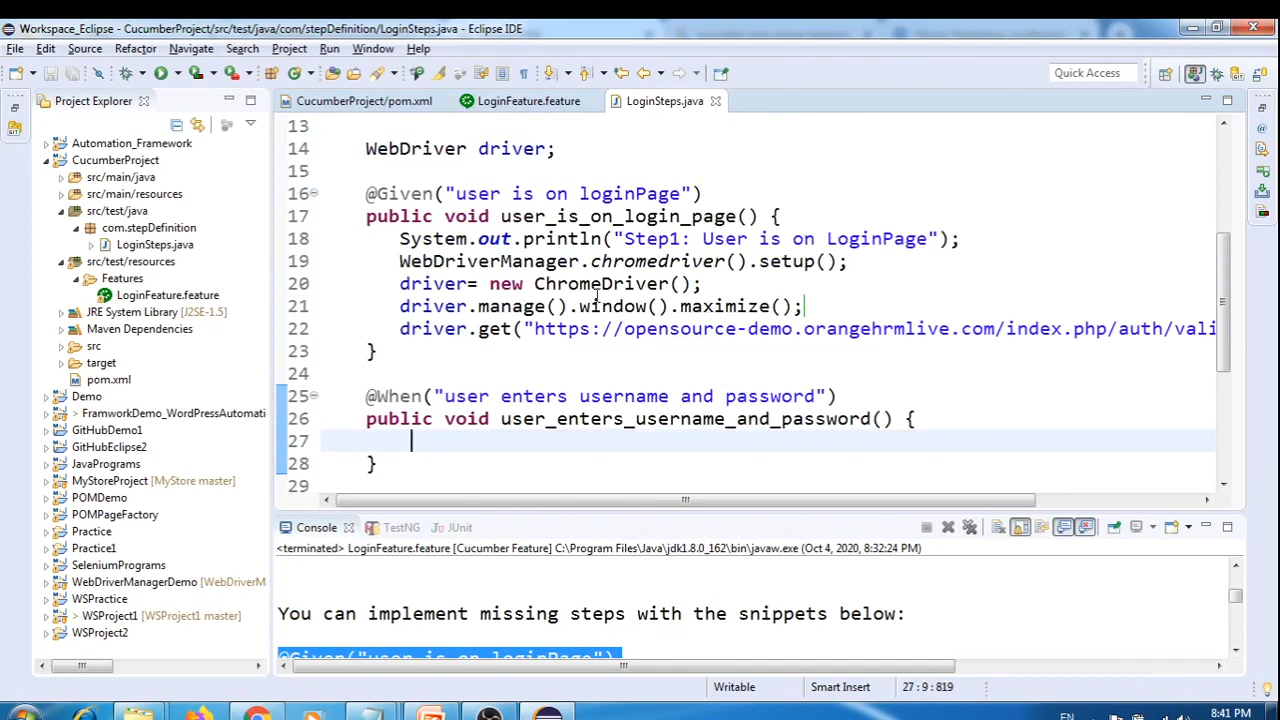 Workspace_Eclipse - CucumberProject/src/test/java/com/stepDefinition/LoginSteps.java - Eclipse IDE
File Edit Source Refactor Navigate Search Project Run Window Help
Quick Access
Project Explorer
CucumberProject/pom.xml
LoginFeature.feature
LoginSteps.java
Automation_Framework
CucumberProject
src/main/java
src/main/resources
src/test/java
com.stepDefinition
LoginSteps.java
src/test/resources
Features
LoginFeature.feature
JRE System Library [J2SE-1.5]
Maven Dependencies
src
target
pom.xml
Demo
> FramworkDemo_WordPressAutomati
GitHubDemo1
GitHubEclipse2
JavaPrograms
MyStoreProject [MyStore master]
POMDemo
POMPageFactory
Practice
Practice1
SeleniumPrograms
WebDriverManagerDemo [WebDriverM
WSPractice
> WSProject1 [WSProject1 master]
WSProject2
13
14 WebDriver driver;
15
16 @Given("user is on loginPage")
17 public void user_is_on_login_page() {
18 System.out.println("Step1: User is on LoginPage");
19 WebDriverManager.chromedriver().setup();
20 driver= new ChromeDriver();
21 driver.manage().window().maximize();
22 driver.get("https://opensource-demo.orangehrmlive.com/index.php/auth/vali
23 }
24
25 @When("user enters username and password")
26 public void user_enters_username_and_password() {
27
28 }
29
Console TestNG JUnit
<terminated> LoginFeature.feature [Cucumber Feature] C:\Program Files\Java\jdk1.8.0_162\bin\javaw.exe (Oct 4, 2020, 8:32:24 PM)
You can implement missing steps with the snippets below:
@Given("user is on loginPage")
Writable Smart Insert 27 : 9 : 819
EN 8:41 PM